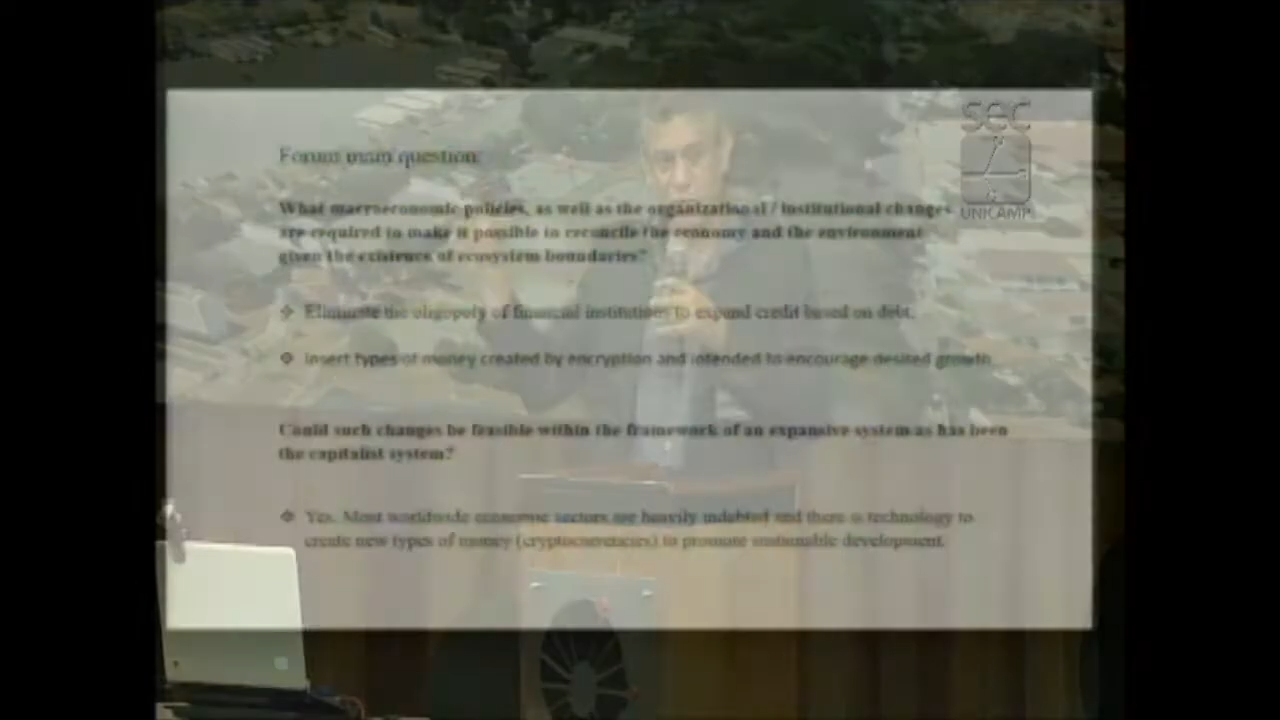 sec
UNICAMP
Forum main question:
What macroeconomic policies, as well as the organizational / institutional changes
are required to make it possible to reconcile the economy and the environment
given the existence of ecosystem boundaries?
Eliminate the oligopoly of financial institutions to expand credit based on debt.
Insert types of money created by encryption and intended to encourage desired growth.
Could such changes be feasible within the framework of an expansive system as has been
the capitalist system?
Yes. Most worldwide economic sectors are heavily indebted and there is technology to
create new types of money (cryptocurrencies) to promote sustainable development.